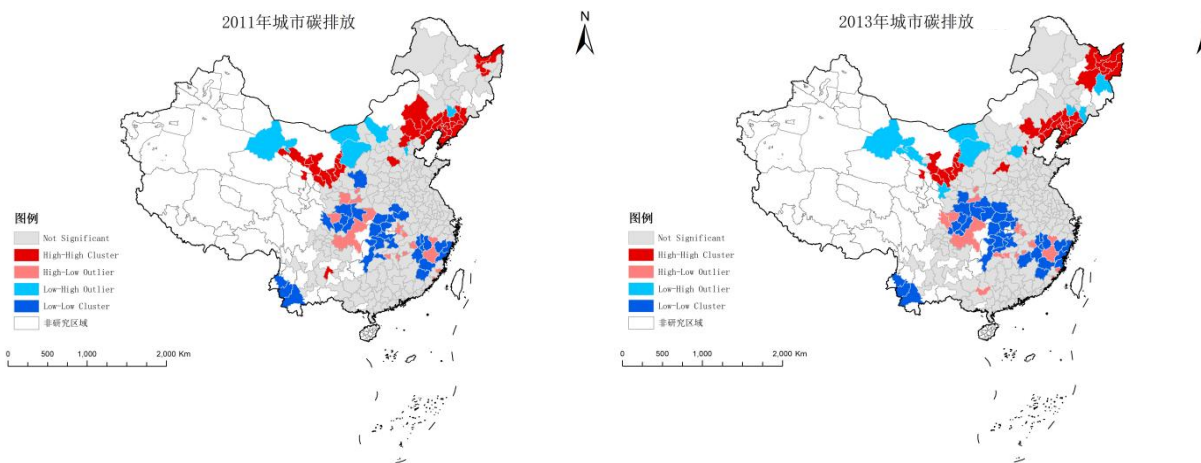 2011年城市碳排放
N
图例
Not Significant
High-High Cluster
High-Low Outlier
Low-High Outlier
Low-Low Cluster
非研究区域
0 500 1,000 2,000 Km
2013年城市碳排放
图例
Not Significant
High-High Cluster
High-Low Outlier
Low-High Outlier
Low-Low Cluster
非研究区域
0 500 1,000 2,000 Km